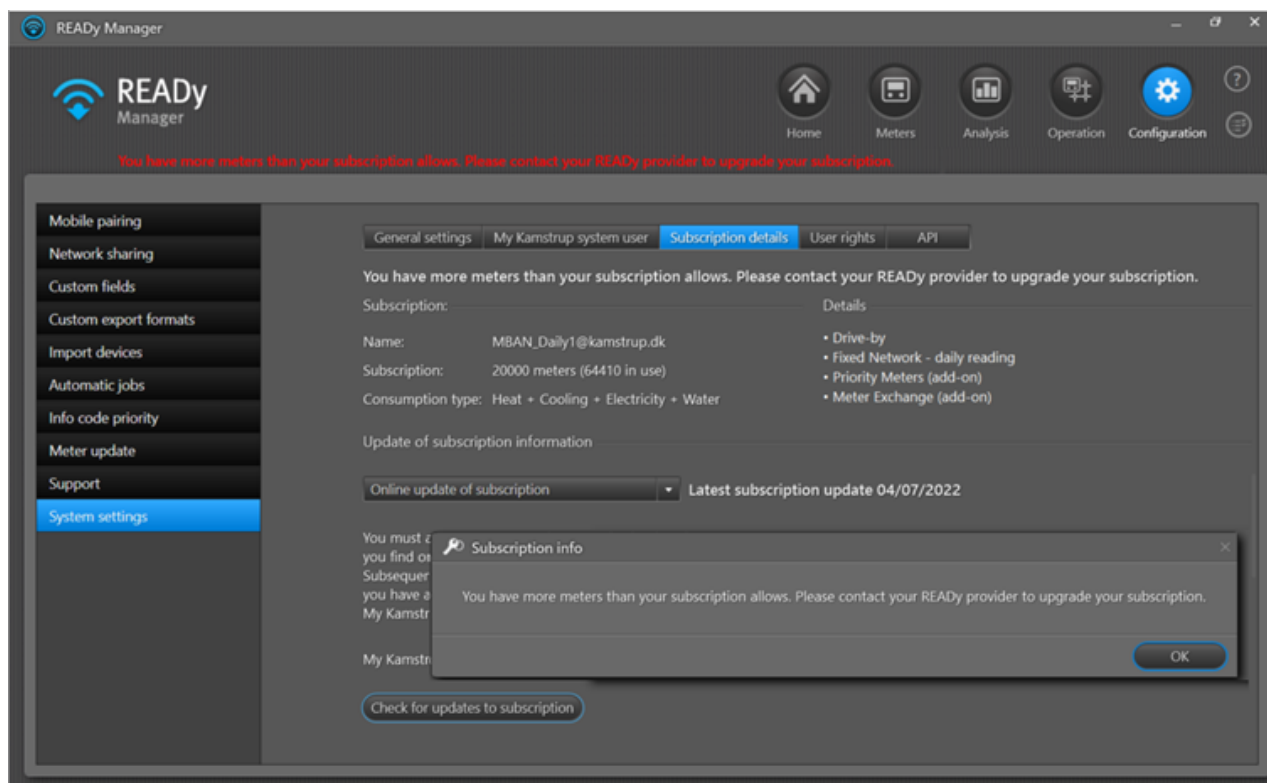 READy Manager
READy
Manager
Home
Meters
Analysis
Operation
Configuration
You have more meters than your subscription allows. Please contact your READy provider to upgrade your subscription.
Mobile pairing
Network sharing
Custom fields
Custom export formats
Import devices
Automatic jobs
Info code priority
Meter update
Support
System settings
General settings
My Kamstrup system user
Subscription details
User rights
API
You have more meters than your subscription allows. Please contact your READy provider to upgrade your subscription.
Subscription:
Name: MBAN_Daily1@kamstrup.dk
Subscription: 20000 meters (64410 in use)
Consumption type: Heat + Cooling + Electricity + Water
Details
• Drive-by
• Fixed Network - daily reading
• Priority Meters (add-on)
• Meter Exchange (add-on)
Update of subscription information
Online update of subscription
Latest subscription update 04/07/2022
You must
you find
Subsequer
you have
My Kamstr
My Kamstr
Subscription info
You have more meters than your subscription allows. Please contact your READy provider to upgrade your subscription.
OK
Check for updates to subscription